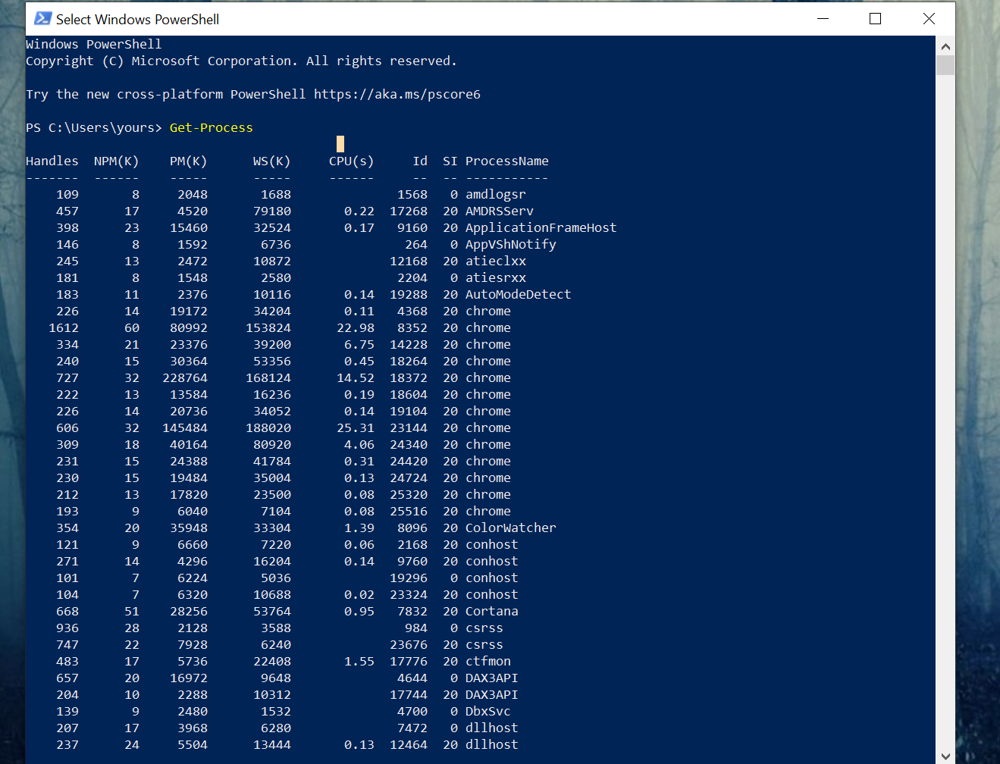 Select Windows PowerShell
Windows PowerShell
Copyright (C) Microsoft Corporation. All rights reserved.
Try the new cross-platform PowerShell https://aka.ms/pscore6
PS C:\Users\yours> Get-Process
Handles NPM(K) PM(K) WS(K) CPU(s) Id SI ProcessName
------- ------ ----- ----- ------ -- -- -----------
109 8 2048 1688 1568 0 amdlogsr
457 17 4520 79180 0.22 17268 20 AMDRSServ
398 23 15460 32524 0.17 9160 20 ApplicationFrameHost
146 8 1592 6736 264 0 AppVShNotify
245 13 2472 10872 12168 20 atieclxx
181 8 1548 2580 2204 0 atiesrxx
183 11 2376 10116 0.14 19288 20 AutoModeDetect
226 14 19172 34204 0.11 4368 20 chrome
1612 60 80992 153824 22.98 8352 20 chrome
334 21 23376 39200 6.75 14228 20 chrome
240 15 30364 53356 0.45 18264 20 chrome
727 32 228764 168124 14.52 18372 20 chrome
222 13 13584 16236 0.19 18604 20 chrome
226 14 20736 34052 0.14 19104 20 chrome
606 32 145484 188020 25.31 23144 20 chrome
309 18 40164 80920 4.06 24340 20 chrome
231 15 24388 41784 0.31 24420 20 chrome
230 15 19484 35004 0.13 24724 20 chrome
212 13 17820 23500 0.08 25320 20 chrome
193 9 6040 7104 0.08 25516 20 chrome
354 20 35948 33304 1.39 8096 20 ColorWatcher
121 9 6660 7220 0.06 2168 20 conhost
271 14 4296 16204 0.14 9760 20 conhost
101 7 6224 5036 19296 0 conhost
104 7 6320 10688 0.02 23324 20 conhost
668 51 28256 53764 0.95 7832 20 Cortana
936 28 2128 3588 984 0 csrss
747 22 7928 6240 23676 20 csrss
483 17 5736 22408 1.55 17776 20 ctfmon
657 20 16972 9648 4644 0 DAX3API
204 10 2288 10312 17744 20 DAX3API
139 9 2480 1532 4700 0 DbxSvc
207 17 3968 6280 7472 0 dllhost
237 24 5504 13444 0.13 12464 20 dllhost